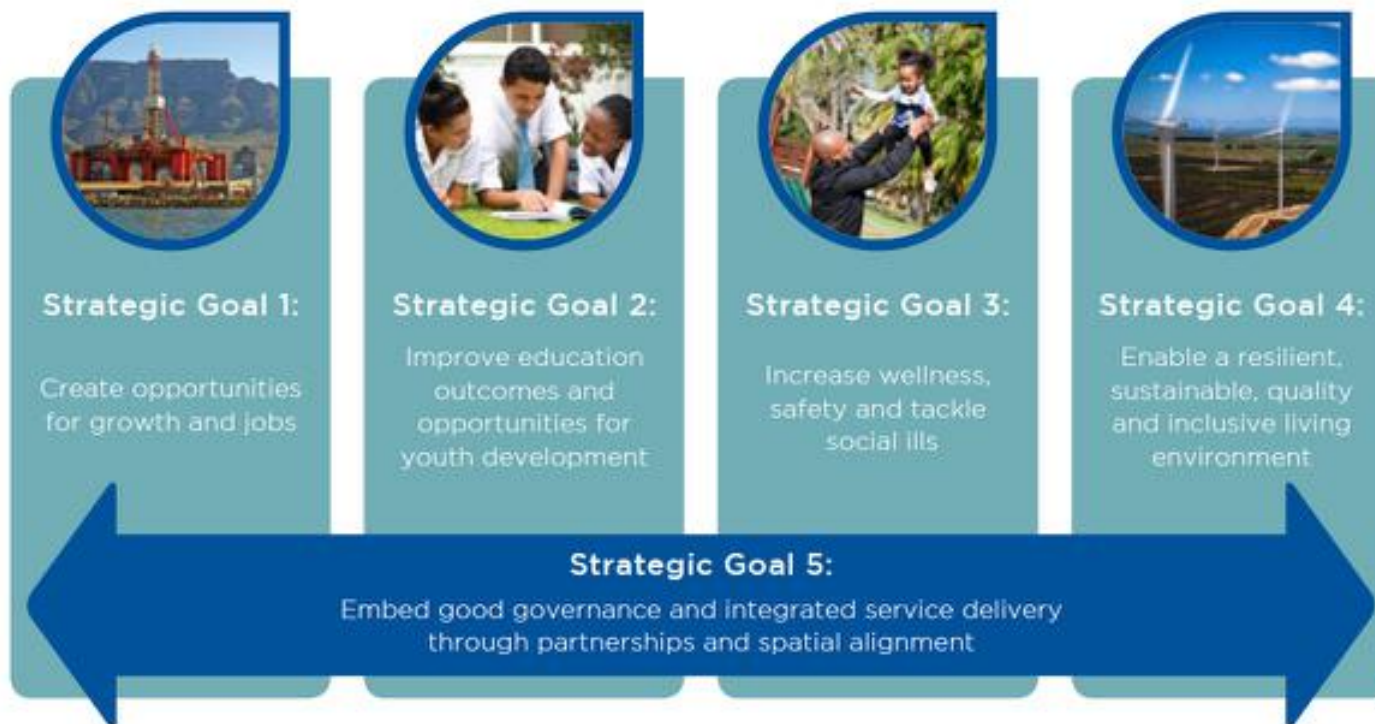 Strategic Goal 1:
Create opportunities
for growth and jobs
Strategic Goal 2:
Improve education
outcomes and
opportunities for
youth development
Strategic Goal 3:
Increase wellness,
safety and tackle
social ills
Strategic Goal 4:
Enable a resilient,
sustainable, quality
and inclusive living
environment
Strategic Goal 5:
Embed good governance and integrated service delivery
through partnerships and spatial alignment